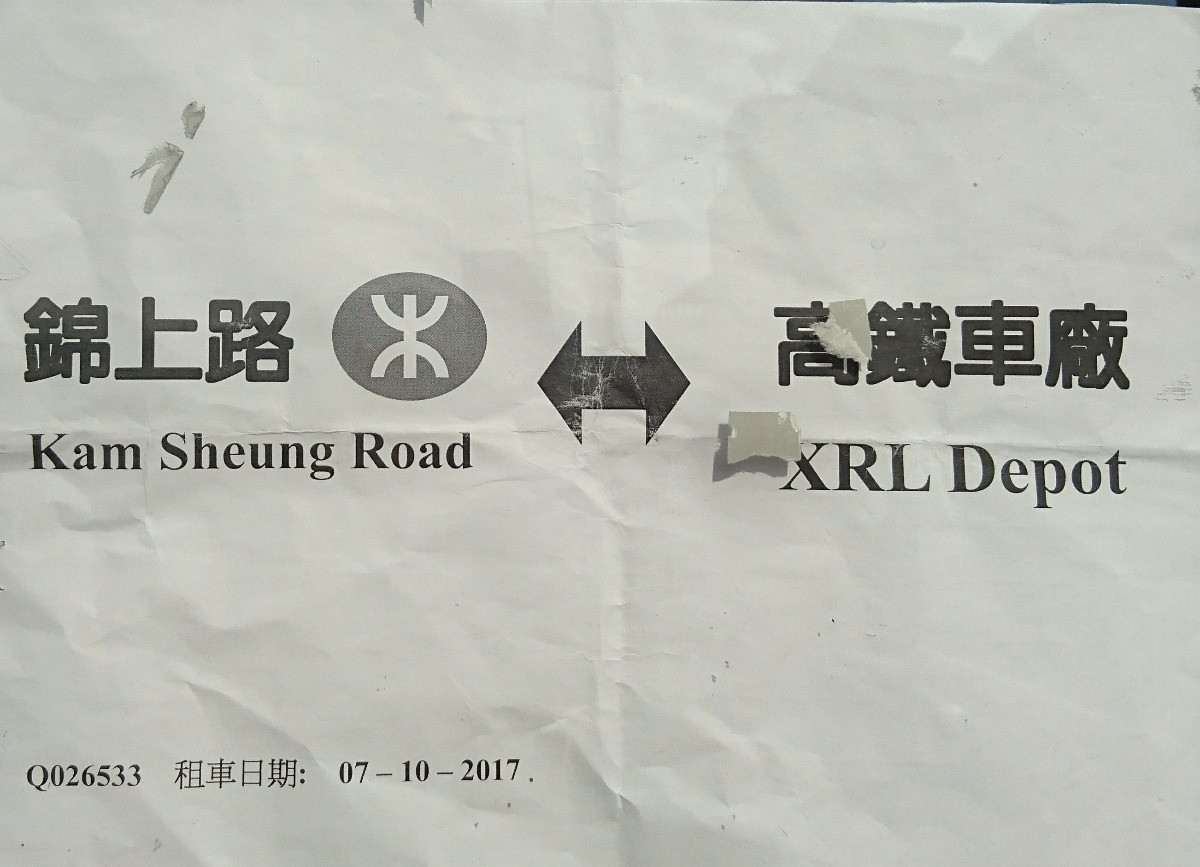 錦上路 高鐵車廠
Kam Sheung Road XRL Depot
Q026533 租車日期: 07 – 10 – 2017 .